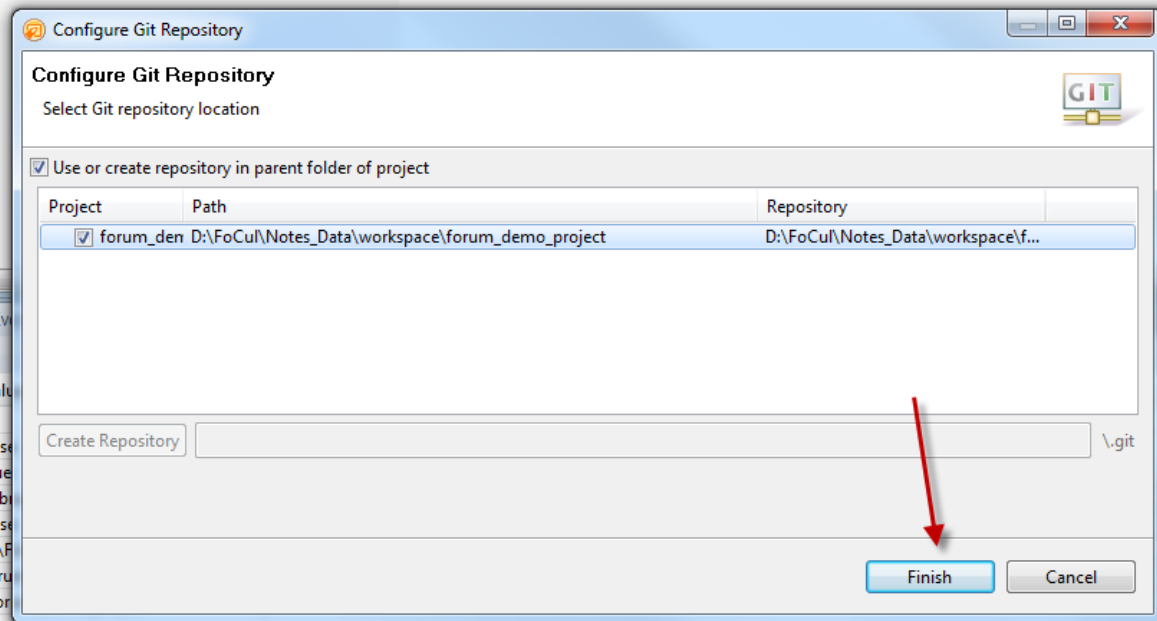 Configure Git Repository
Configure Git Repository
Select Git repository location
GIT
Use or create repository in parent folder of project
Project Path Repository
forum_den D:\FoCul\Notes_Data\workspace\forum_demo_project D:\FoCul\Notes_Data\workspace\f...
Create Repository \.git
Finish Cancel